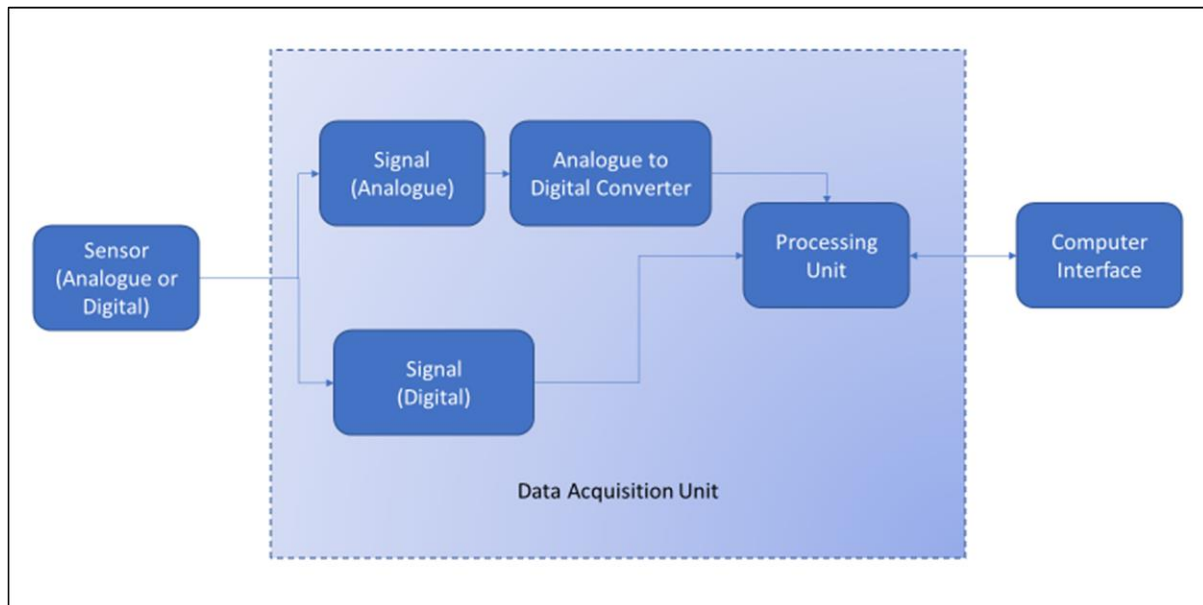 Sensor
(Analogue or
Digital)
Signal
(Analogue)
Analogue to
Digital Converter
Signal
(Digital)
Processing
Unit
Computer
Interface
Data Acquisition Unit